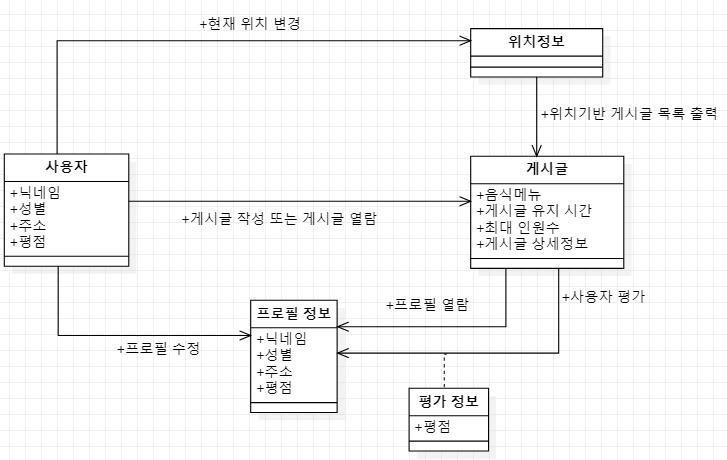 +현재 위치 변경
위치정보
+위치기반 게시글 목록 출력
사용자
+닉네임
+성별
+주소
+평점
+게시글 작성 또는 게시글 열람
게시글
+음식메뉴
+게시글 유지 시간
+최대 인원수
+게시글 상세정보
+프로필 수정
프로필 정보
+닉네임
+성별
+주소
+평점
+프로필 열람
+사용자 평가
평가 정보
+평점